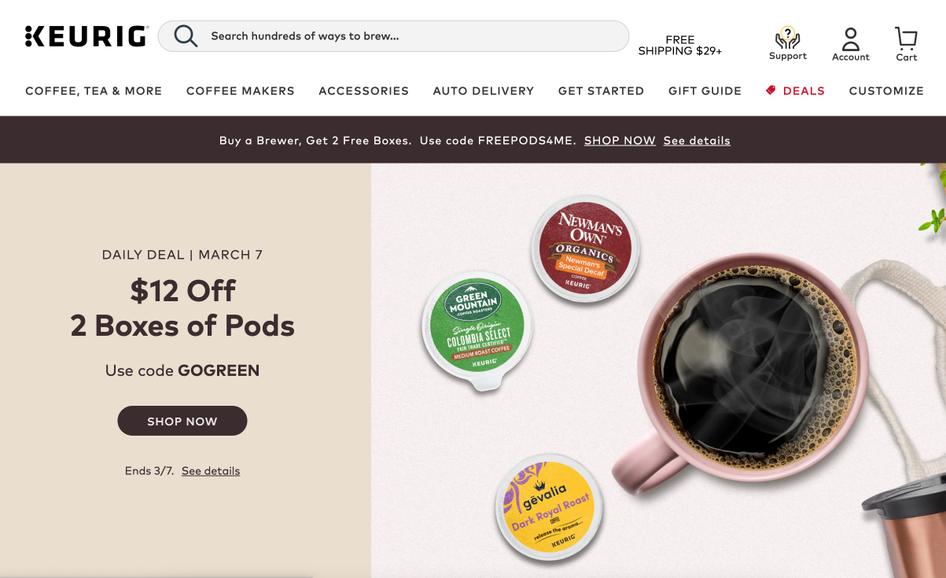 KEURIG
Search hundreds of ways to brew...
FREE
SHIPPING $29+
?
Support
Account
Cart
COFFEE, TEA & MORE
COFFEE MAKERS
ACCESSORIES
AUTO DELIVERY
GET STARTED
GIFT GUIDE
DEALS
CUSTOMIZE
Buy a Brewer, Get 2 Free Boxes. Use code FREEPODS4ME. SHOP NOW See details
DAILY DEAL | MARCH 7
$12 Off
2 Boxes of Pods
Use code GOGREEN
SHOP NOW
Ends 3/7. See details
NEWMAN'S
OWN
ORGANICS
Newman's
Special Decaf
COFFEE
KEURIG
GREEN
MOUNTAIN
COFFEE ROASTERS
Single Origin
COLOMBIA SELECT
FAIR TRADE CERTIFIED™
MEDIUM ROAST COFFEE
KEURIG
gevalia
Dark Royal Roast
release the aroma...
KEURIG